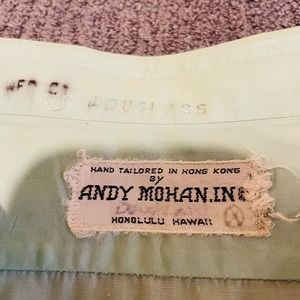 DOUGLASS
HAND TAILORED IN HONG KONG
BY
ANDY MOHAN, INC
HONOLULU HAWAII